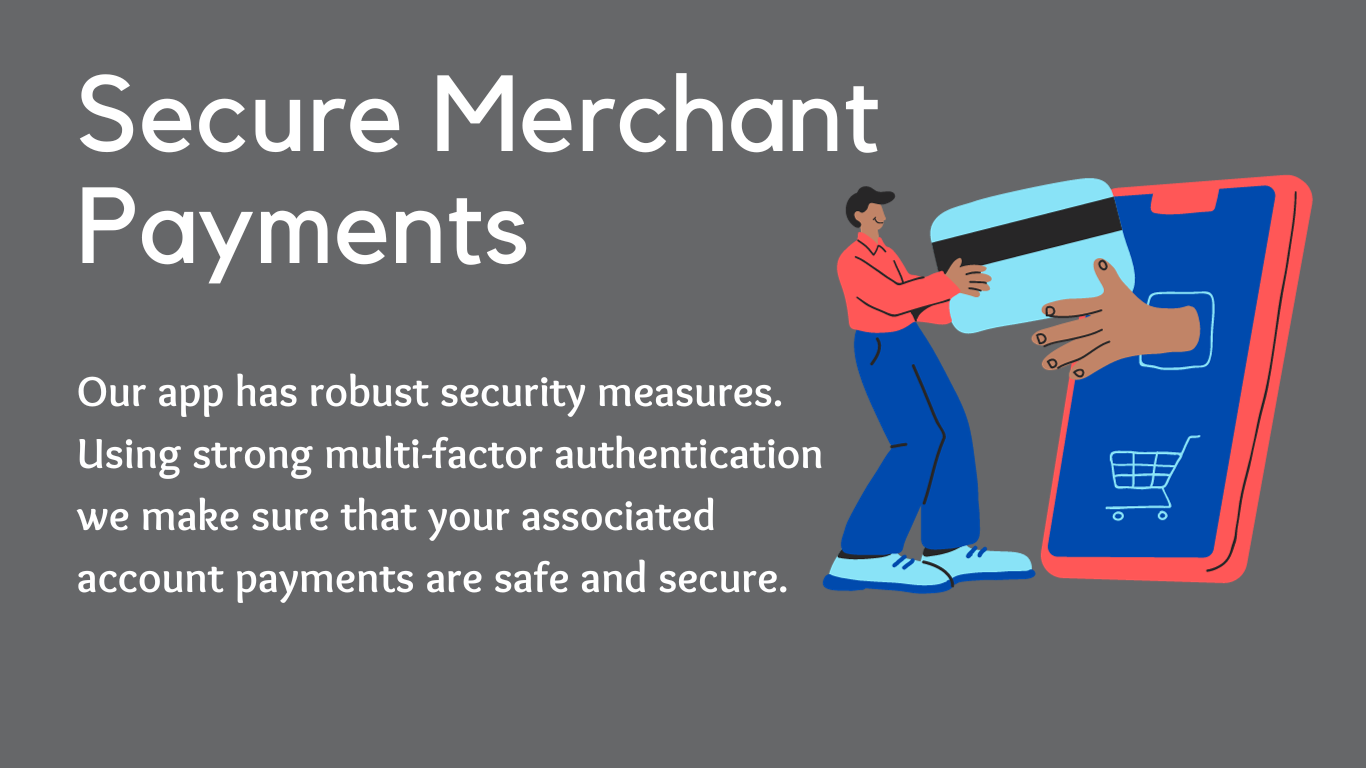 Secure Merchant
Payments
Our app has robust security measures.
Using strong multi-factor authentication
we make sure that your associated
account payments are safe and secure.